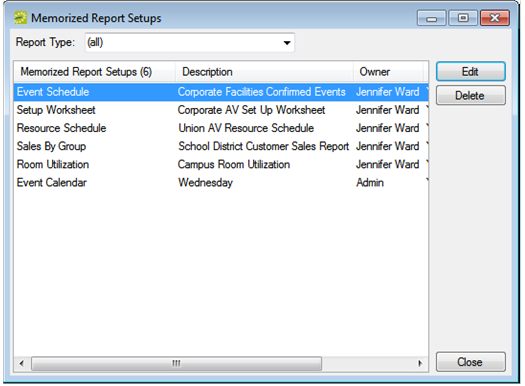 Memorized Report Setups
Report Type: (all)
Memorized Report Setups (6) Description Owner
Event Schedule Corporate Facilities Confirmed Events Jennifer Ward
Setup Worksheet Corporate AV Set Up Worksheet Jennifer Ward
Resource Schedule Union AV Resource Schedule Jennifer Ward
Sales By Group School District Customer Sales Report Jennifer Ward
Room Utilization Campus Room Utilization Jennifer Ward
Event Calendar Wednesday Admin
Edit
Delete
Close